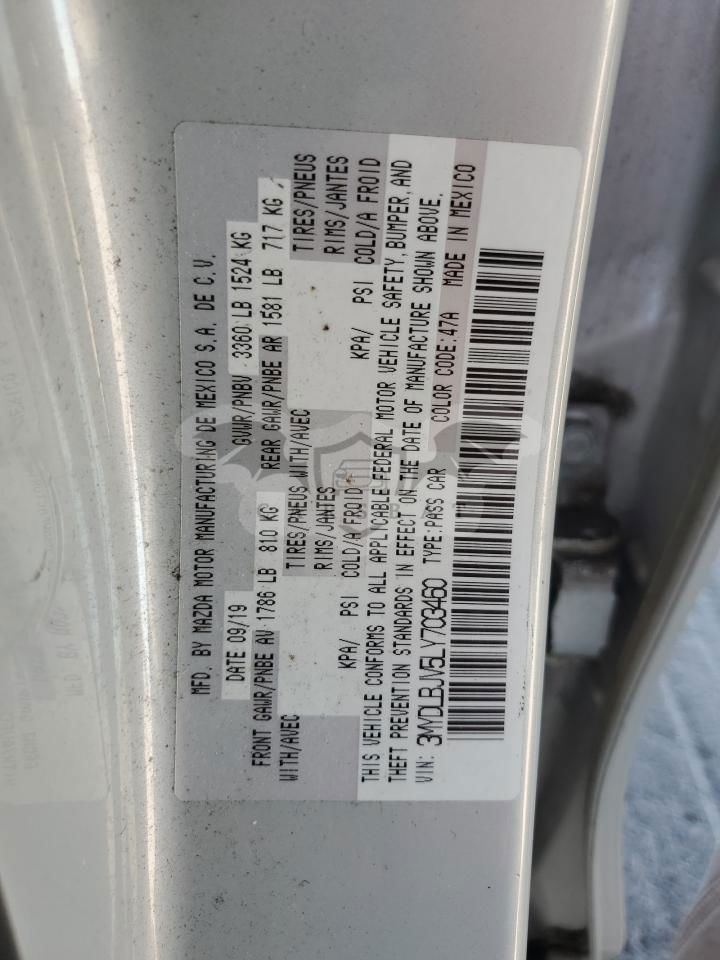 MFD. BY MAZDA MOTOR MANUFACTURING DE MEXICO S.A. DE C.V.
DATE 09/19 GVWR/PNBV 3360 LB 1524 KG
FRONT GAWR/PNBE AV 1786 LB 810 KG REAR GAWR/PNBE AR 1581 LB 717 KG
WITH/AVEC TIRES/PNEUS WITH/AVEC TIRES/PNEUS
RIMS/JANTES RIMS/JANTES
KPA/ PSI COLD/A FROID KPA/ PSI COLD/A FROID
THIS VEHICLE CONFORMS TO ALL APPLICABLE FEDERAL MOTOR VEHICLE SAFETY, BUMPER, AND
THEFT PREVENTION STANDARDS IN EFFECT ON THE DATE OF MANUFACTURE SHOWN ABOVE.
VIN: 3MYDLBJV5LY703460 TYPE:PASS CAR COLOR CODE:47A MADE IN MEXICO